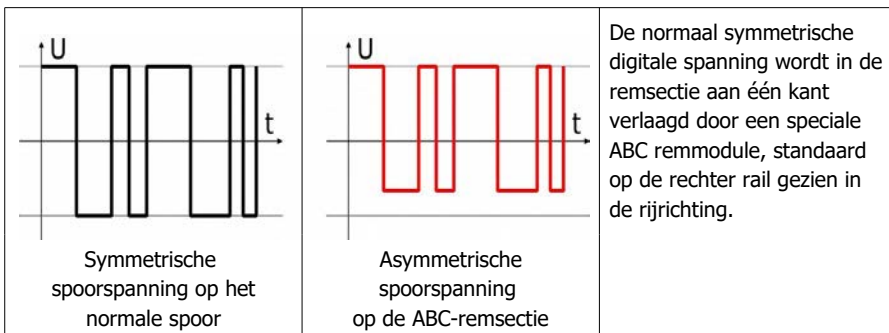 U
t
Symmetrische
spoorspanning op het
normale spoor
U
t
Asymmetrische
spoorspanning
op de ABC-remsectie
De normaal symmetrische
digitale spanning wordt in de
remsectie aan één kant
verlaagd door een speciale
ABC remmodule, standaard
op de rechter rail gezien in
de rijrichting.